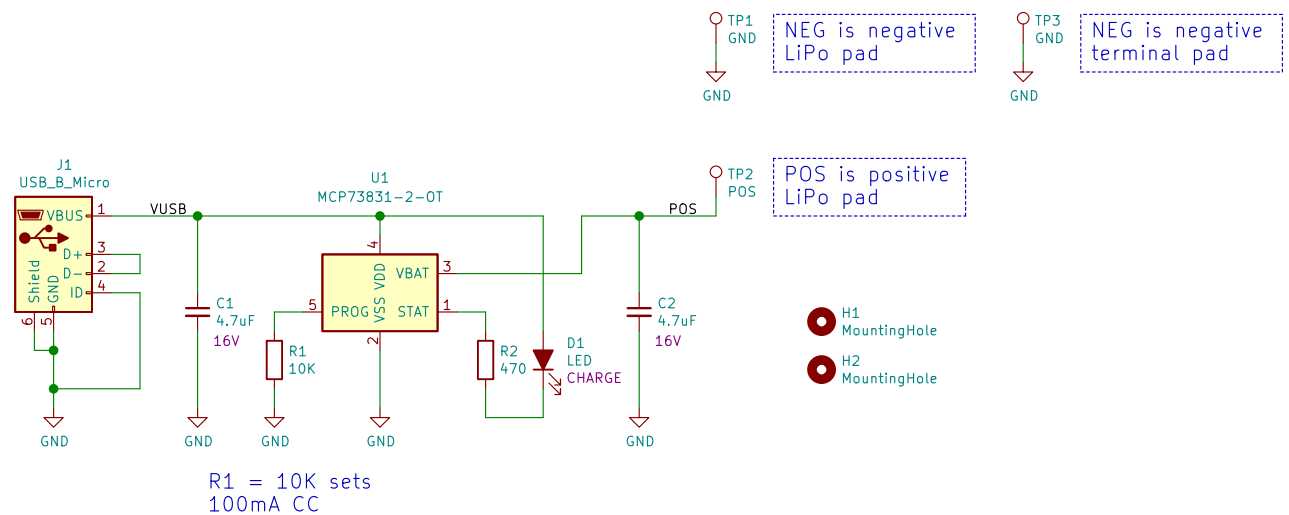 TP1
GND
NEG is negative
LiPo pad
GND
TP3
GND
NEG is negative
terminal pad
GND
J1
USB_B_Micro
VBUS
1
D+
3
D-
2
ID
4
Shield
GND
6
5
GND
VUSB
C1
4.7uF
16V
GND
U1
MCP73831-2-OT
4
VDD
VBAT
3
5
PROG
VSS
STAT
1
2
GND
R1
10K
GND
R2
470
D1
LED
CHARGE
POS
TP2
POS
POS is positive
LiPo pad
C2
4.7uF
16V
GND
H1
MountingHole
H2
MountingHole
R1 = 10K sets
100mA CC